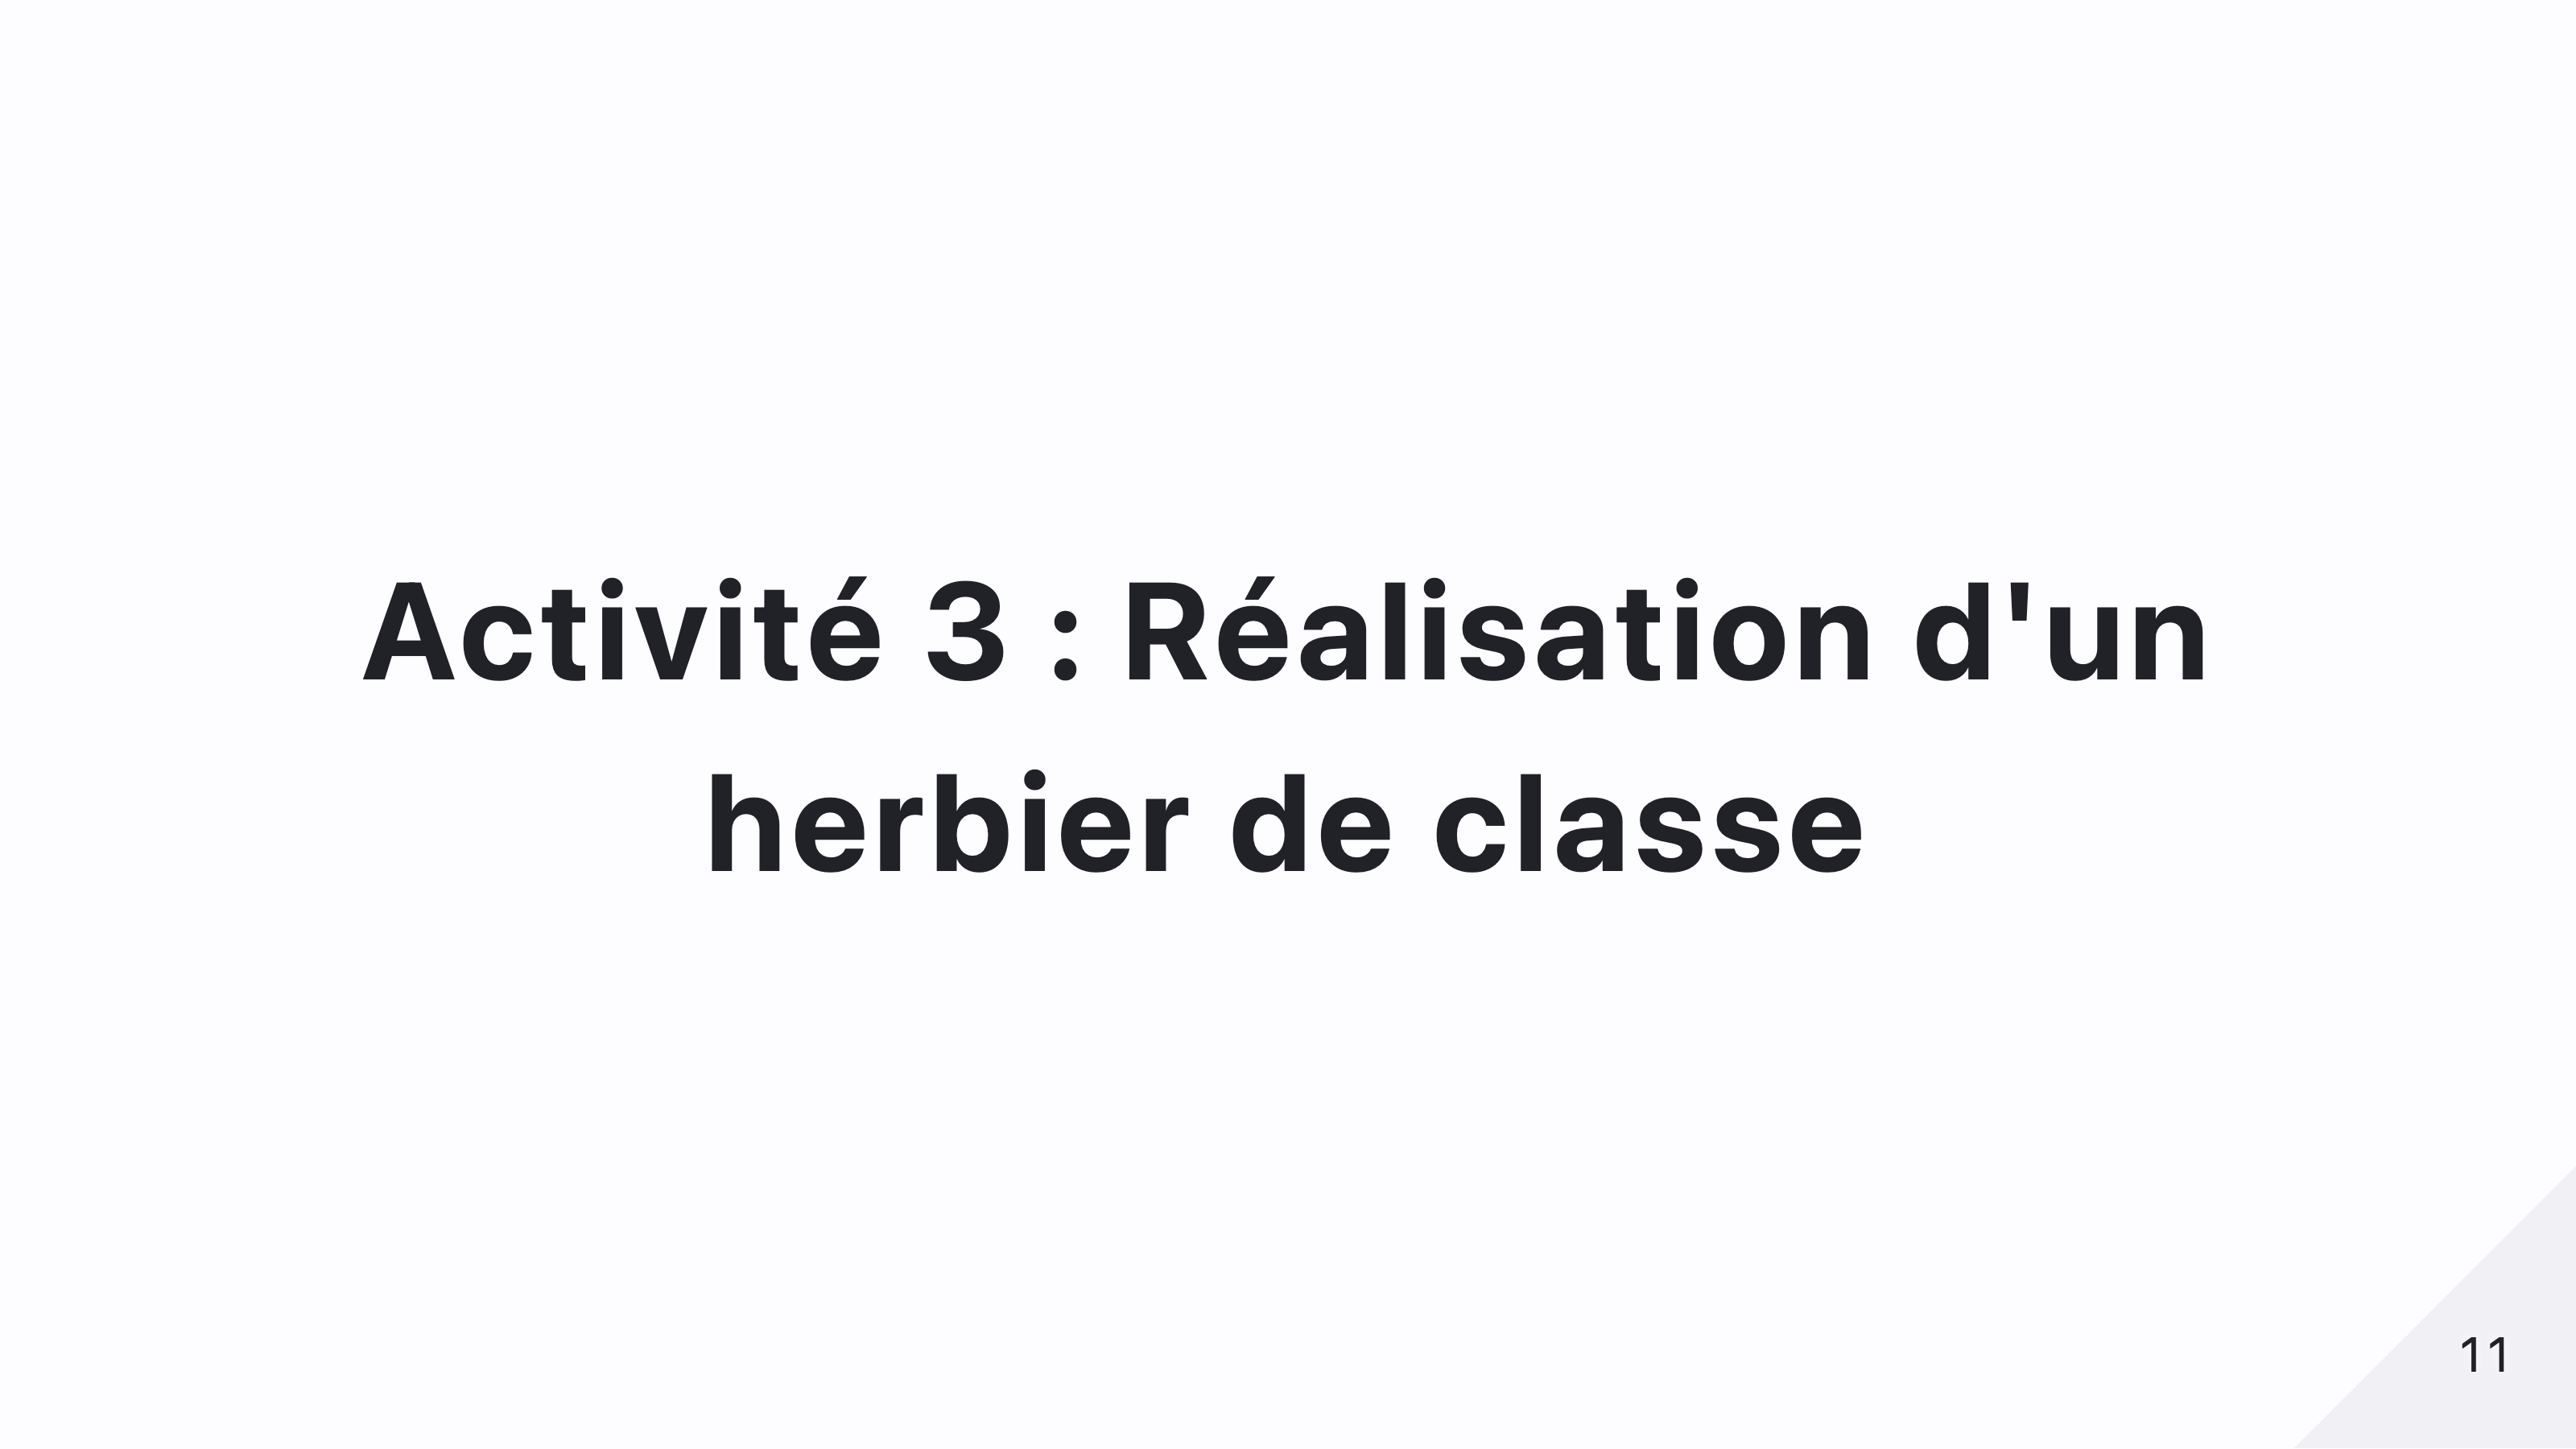 Activité 3 : Réalisation d'un
herbier de classe
11